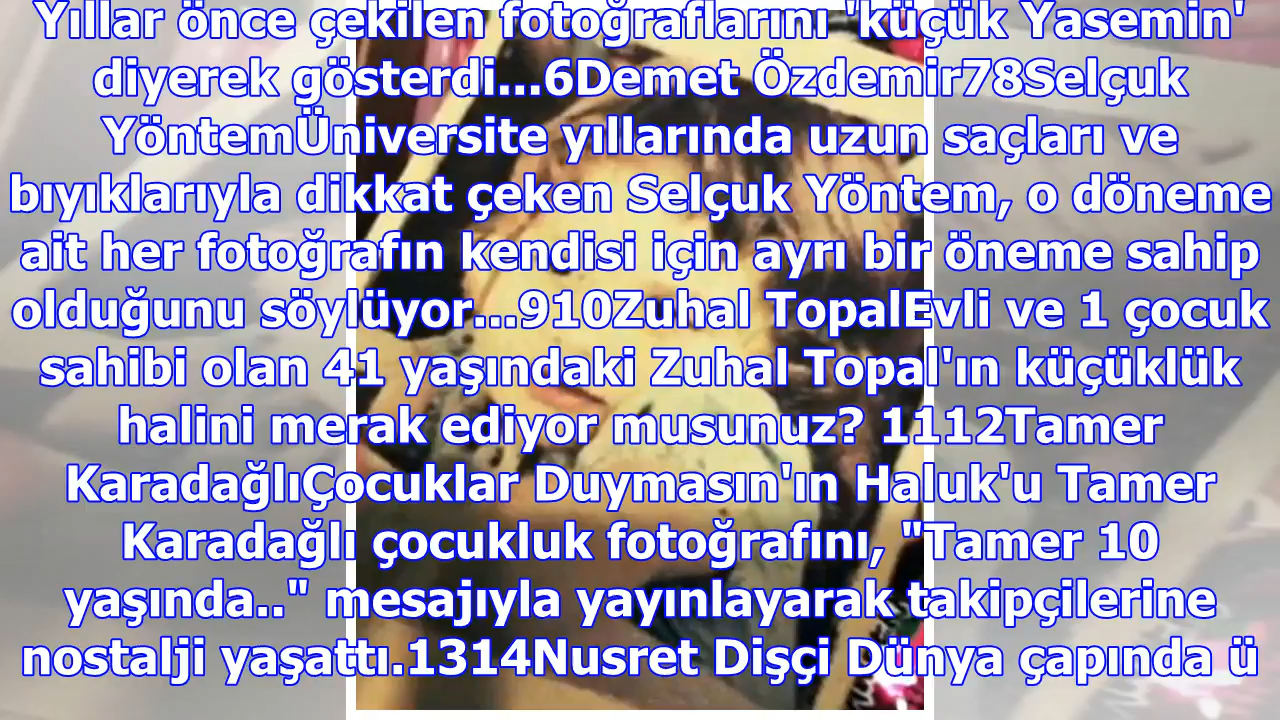 Yıllar önce çekilen fotoğraflarını 'küçük Yasemin'
diyerek gösterdi...6Demet Özdemir78Selçuk
YöntemÜniversite yıllarında uzun saçları ve
bıyıklarıyla dikkat çeken Selçuk Yöntem, o döneme
ait her fotoğrafın kendisi için ayrı bir öneme sahip
olduğunu söylüyor...910Zuhal TopalEvli ve 1 çocuk
sahibi olan 41 yaşındaki Zuhal Topal'ın küçüklük
halini merak ediyor musunuz? 1112Tamer
KaradağlıÇocuklar Duymasın'ın Haluk'u Tamer
Karadağlı çocukluk fotoğrafını, "Tamer 10
yaşında.." mesajıyla yayınlayarak takipçilerine
nostalji yaşattı.1314Nusret Dişçi Dünya çapında ü